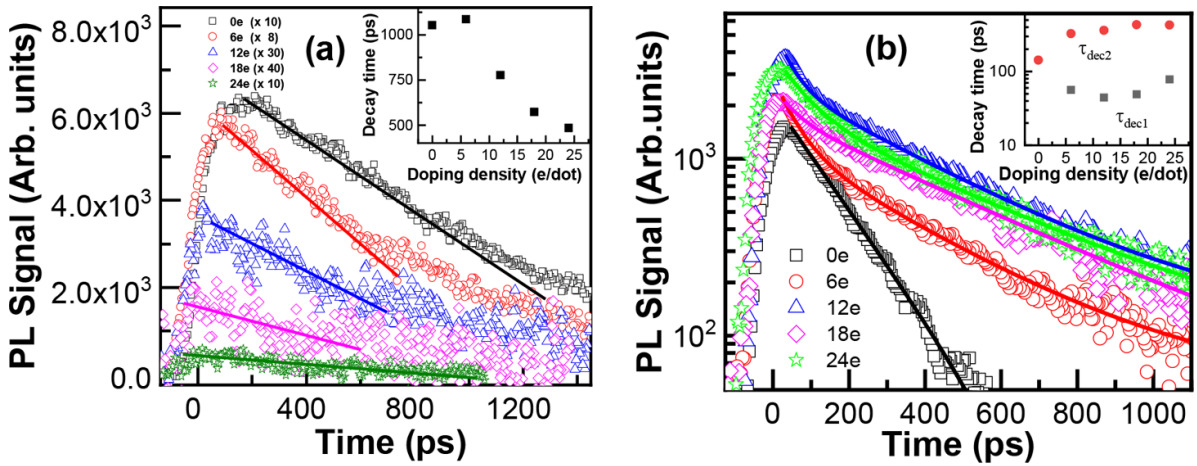 8.0x10³
6.0x10³
4.0x10³
2.0x10³
0.0
PL Signal (Arb. units)
0 400 800 1200
Time (ps)
0e (x 10)
6e (x 8)
12e (x 30)
18e (x 40)
24e (x 10)
(a)
1000
750
500
Decay time (ps)
0 5 10 15 20 25
Doping density (e/dot)
10³
10²
PL Signal (Arb.units)
0 200 400 600 800 1000
Time (ps)
(b)
0e
6e
12e
18e
24e
100
10
Decay time (ps)
τdec2
τdec1
0 5 10 15 20 25
Doping density (e/dot)